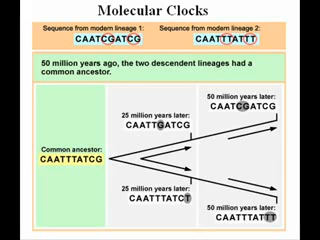 Molecular Clocks
Sequence from modern lineage 1:
Sequence from modern lineage 2:
CAATCGATCG
CAATTTATTT
50 million years ago, the two descendent lineages had a
common ancestor.
50 million years later:
CAATCGATCG
25 million years later:
CAATTGATCG
Common ancestor:
CAATTTATCG
25 million years later:
CAATTTATCT
50 million years later:
CAATTTATTT